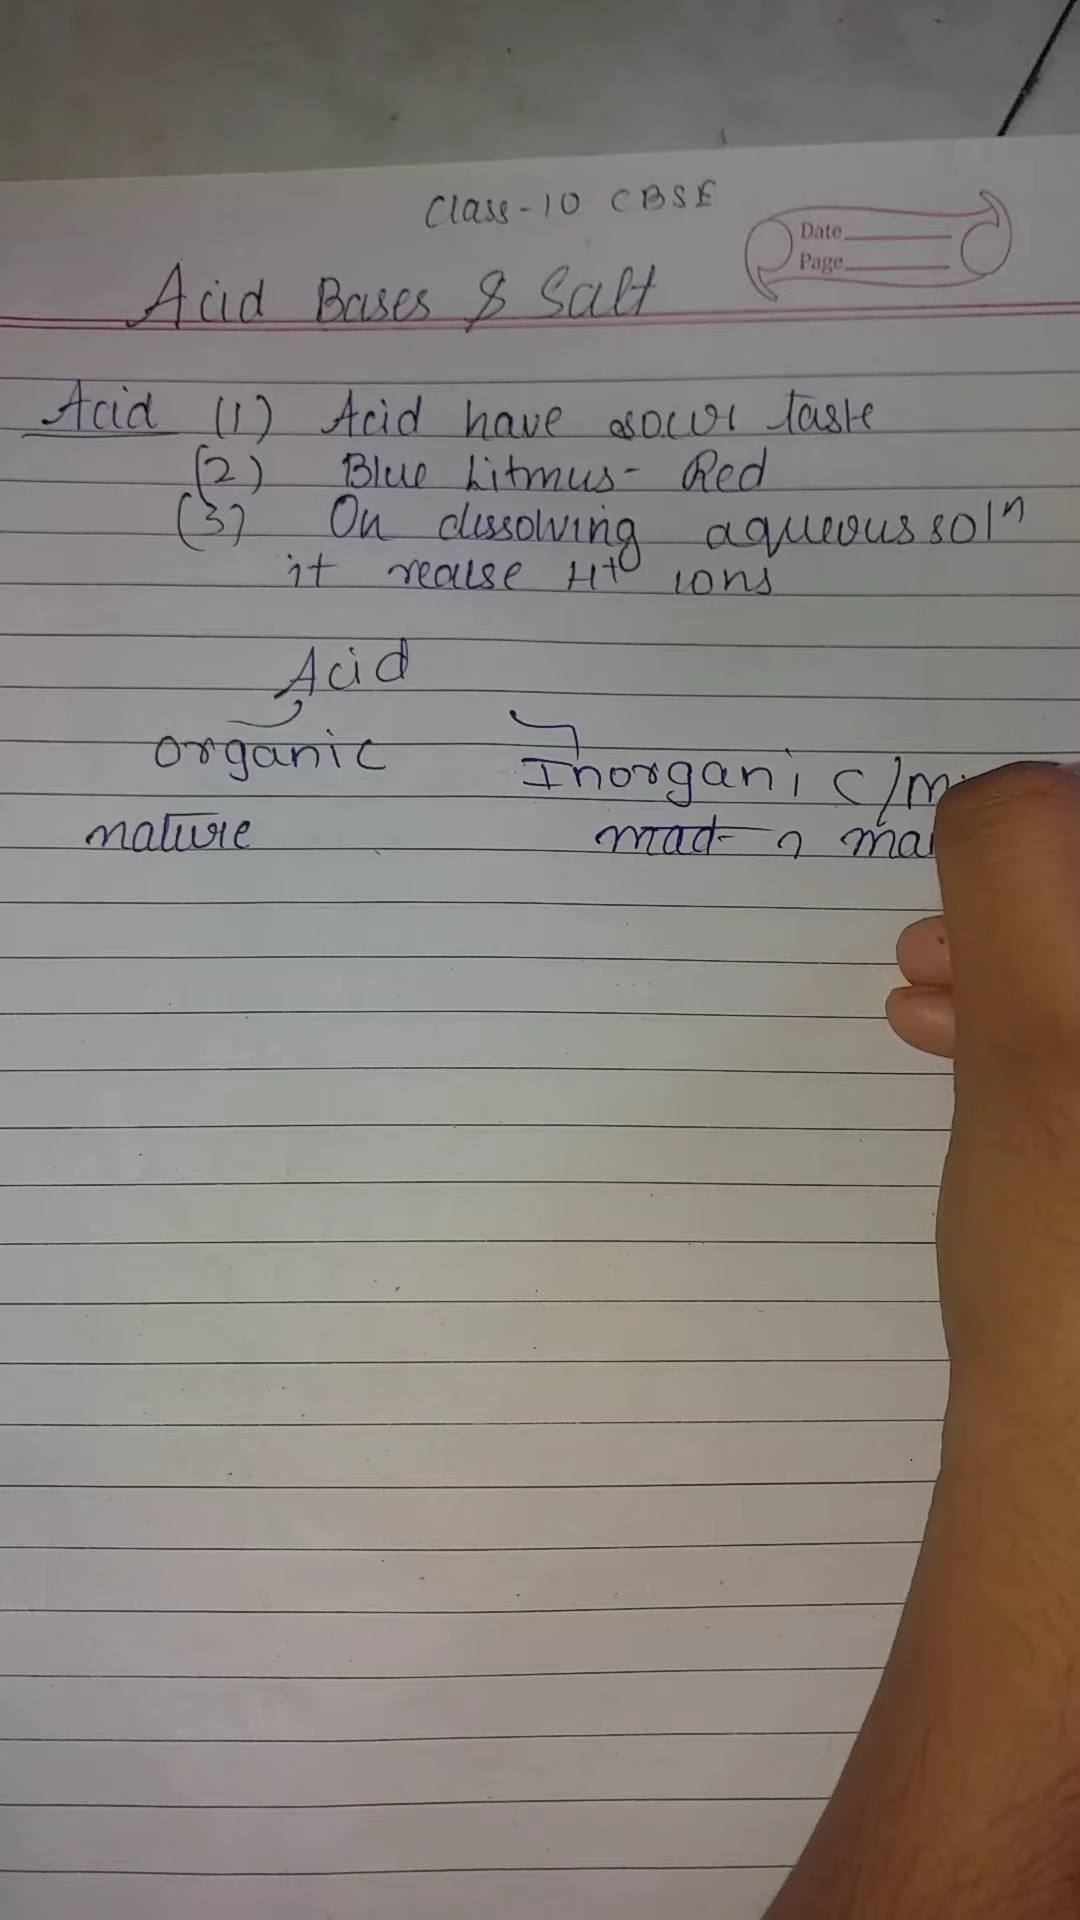 Class-10 CBSE
Date
Page
Acid Bases & Salt
Acid (1) Acid have sour taste
(2) Blue Litmus- Red
(3) On dissolving aqueous solⁿ
it realse H⁺ ions
Acid
organic Inorganic/
nature